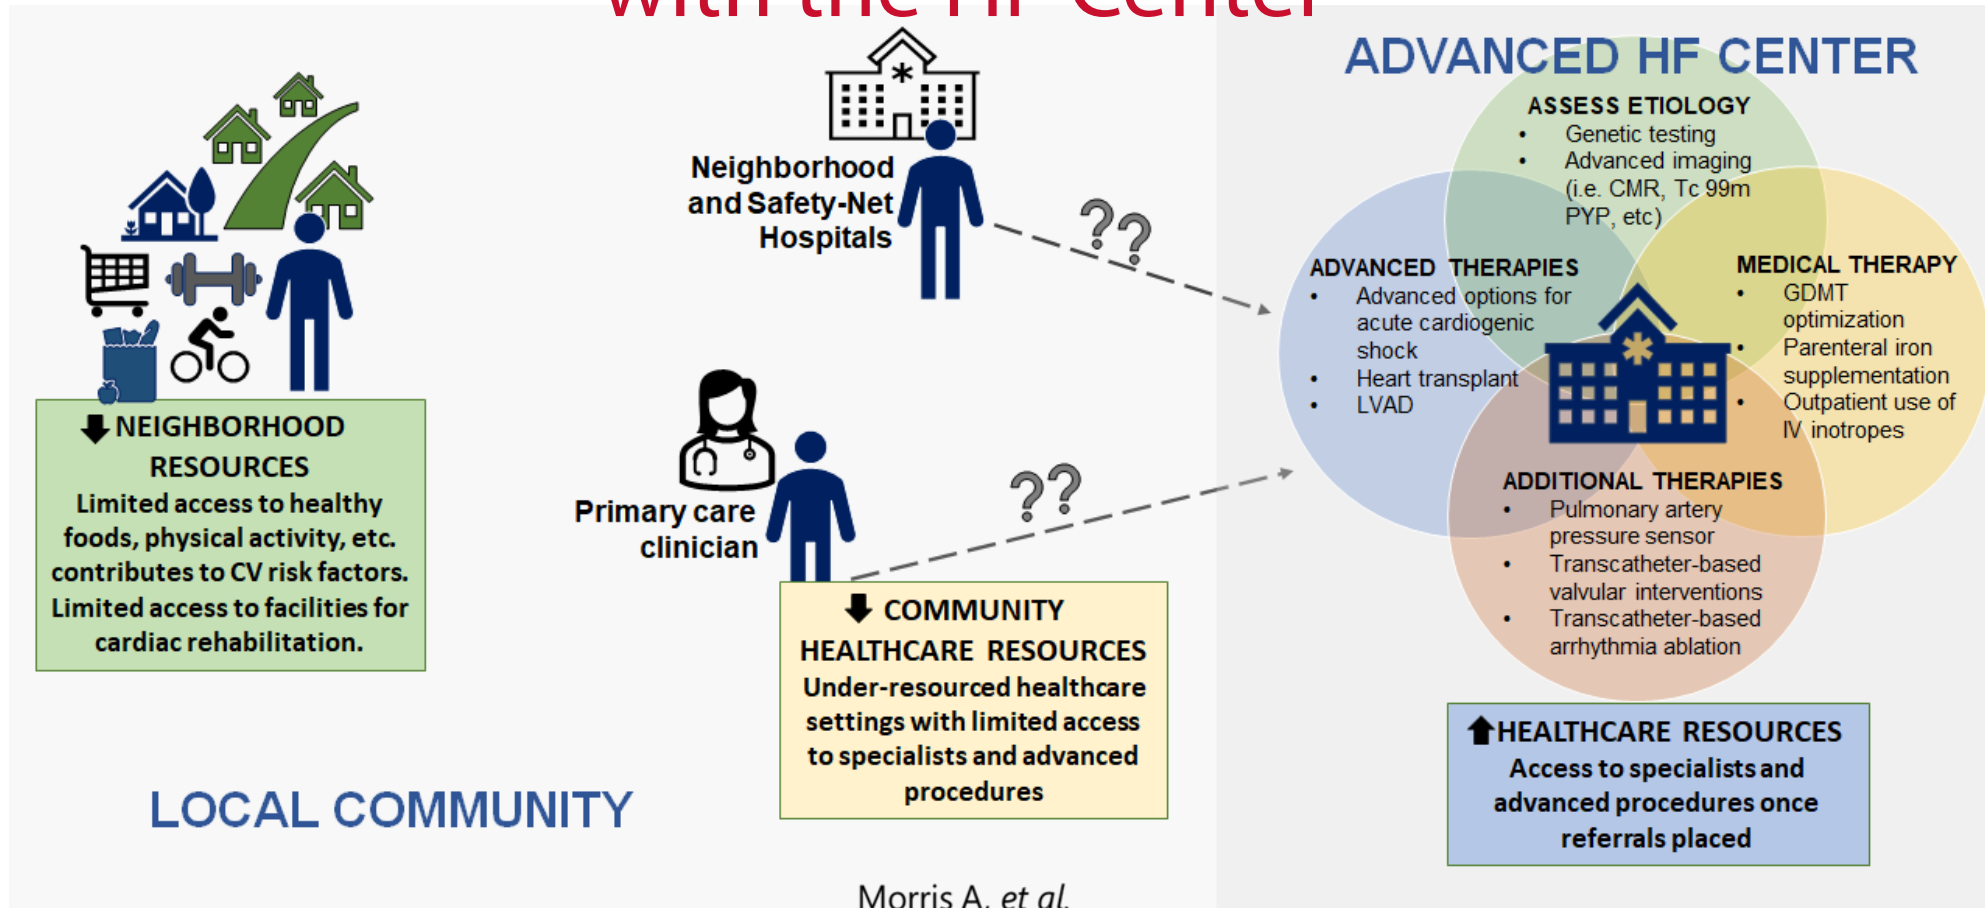 with the HF Center
ADVANCED HF CENTER
ASSESS ETIOLOGY
• Genetic testing
• Advanced imaging
(i.e. CMR, Tc 99m
PYP, etc)
Neighborhood
and Safety-Net
Hospitals
??
ADVANCED THERAPIES
• Advanced options for
acute cardiogenic
shock
• Heart transplant
• LVAD
MEDICAL THERAPY
• GDMT
optimization
• Parenteral iron
supplementation
• Outpatient use of
IV inotropes
NEIGHBORHOOD
RESOURCES
Limited access to healthy
foods, physical activity, etc.
contributes to CV risk factors.
Limited access to facilities for
cardiac rehabilitation.
Primary care
clinician
??
ADDITIONAL THERAPIES
• Pulmonary artery
pressure sensor
• Transcatheter-based
valvular interventions
• Transcatheter-based
arrhythmia ablation
COMMUNITY
HEALTHCARE RESOURCES
Under-resourced healthcare
settings with limited access
to specialists and advanced
procedures
HEALTHCARE RESOURCES
Access to specialists and
advanced procedures once
referrals placed
LOCAL COMMUNITY
Morris A. et al.